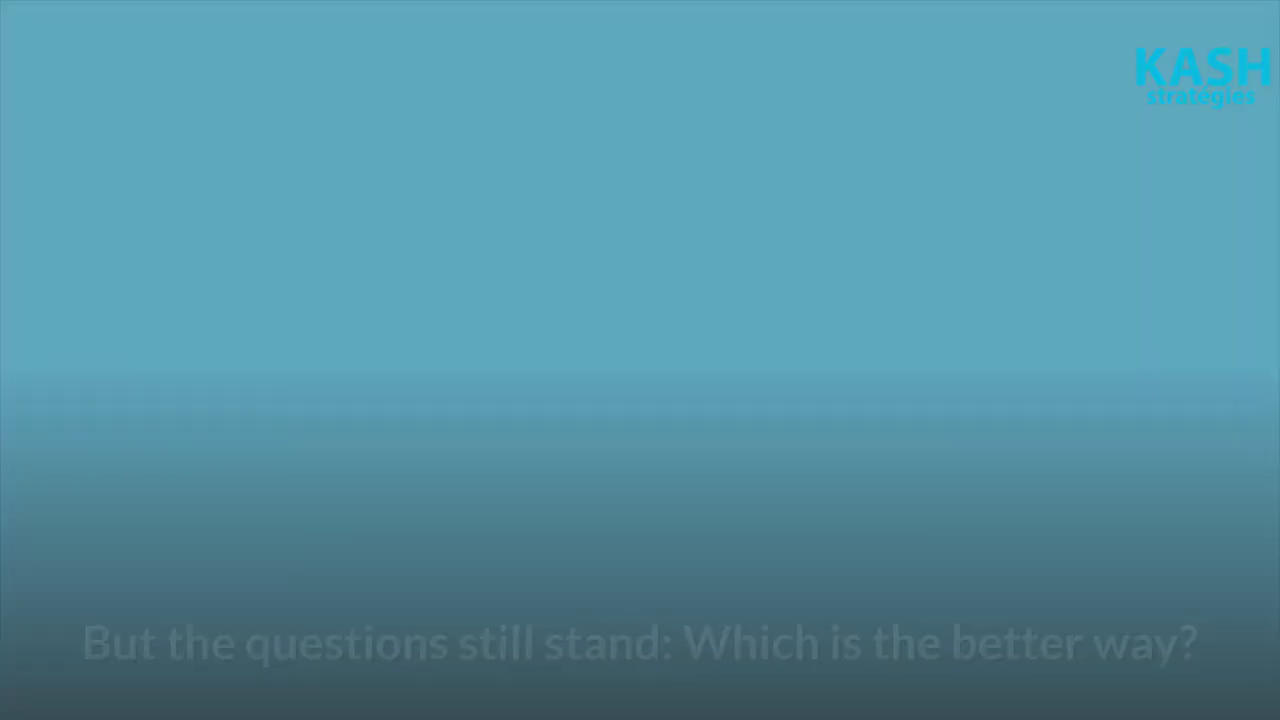 KASH
strategies
But the questions still stand: Which is the better way?